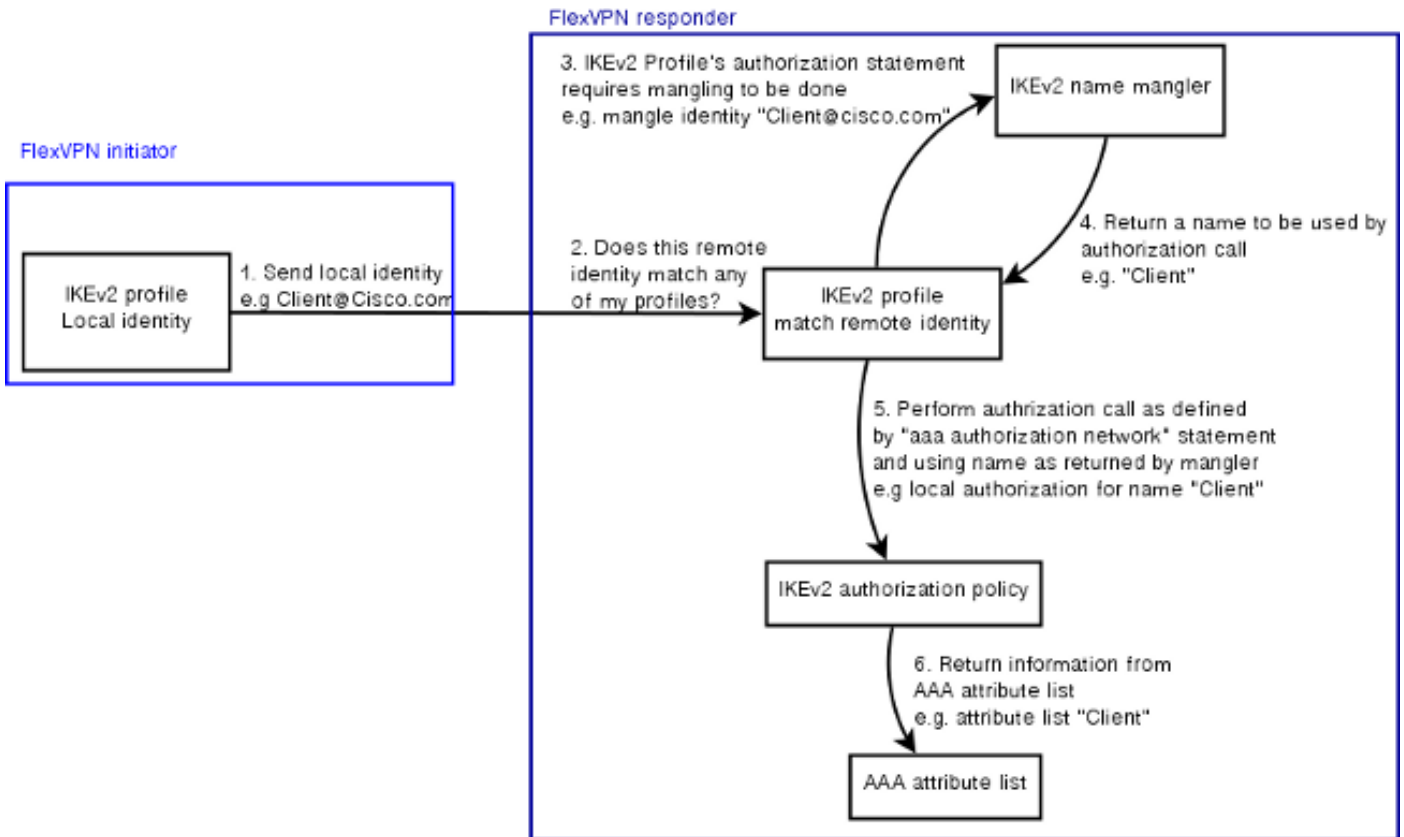 FlexVPN responder
3. IKEv2 Profile's authorization statement
requires mangling to be done
e.g. mangle identity "Client@cisco.com"
IKEv2 name mangler
FlexVPN initiator
4. Return a name to be used by
authorization call
e.g. "Client"
1. Send local identity
e.g Client@Cisco.com
2. Does this remote
identity match any
of my profiles?
IKEv2 profile
Local identity
IKEv2 profile
match remote identity
5. Perform authrization call as defined
by "aaa authorization network" statement
and using name as returned by mangler
e.g local authorization for name "Client"
IKEv2 authorization policy
6. Return information from
AAA attribute list
e.g. attribute list "Client"
AAA attribute list